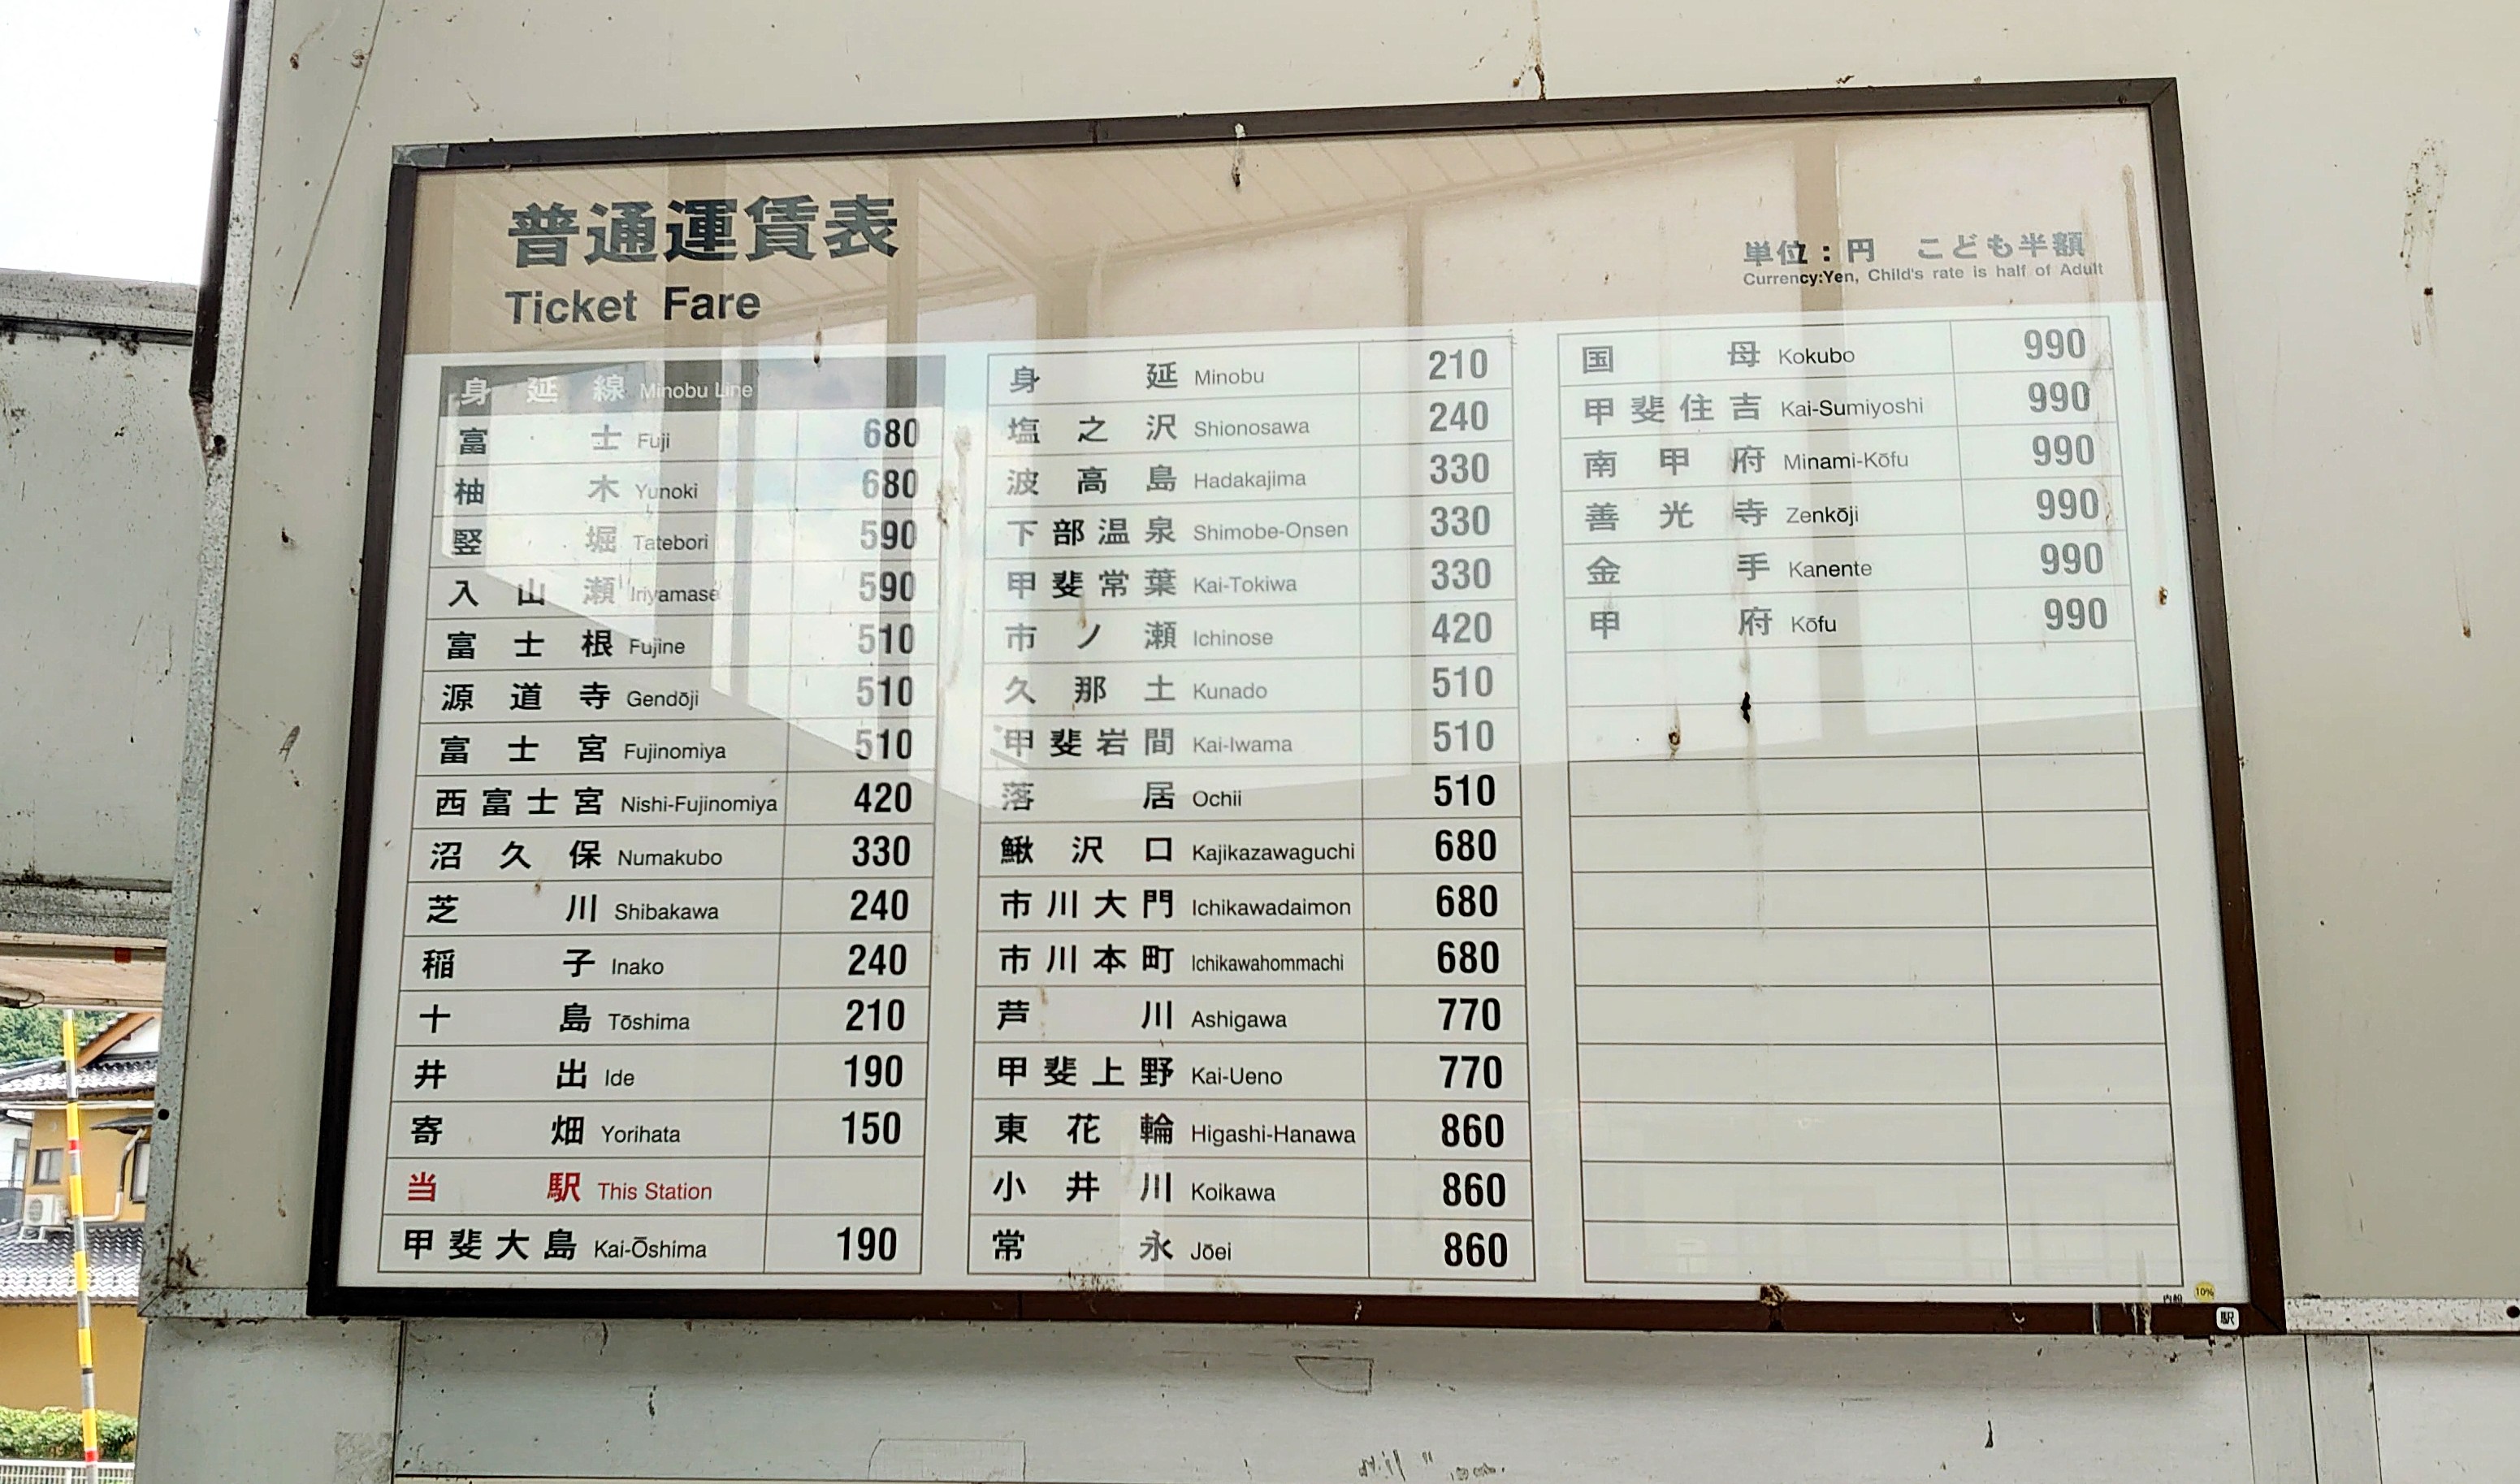 普通運賃表
Ticket Fare
単位：円 こども半額
Currency:Yen, Child's rate is half of Adult
身延線 Minobu Line
富士 Fuji 680
柚木 Yunoki 680
竪堀 Tatebori 590
入山瀬 Iriyamase 590
富士根 Fujine 510
源道寺 Gendōji 510
富士宮 Fujinomiya 510
西富士宮 Nishi-Fujinomiya 420
沼久保 Numakubo 330
芝川 Shibakawa 240
稲子 Inako 240
十島 Tōshima 210
井出 Ide 190
寄畑 Yorihata 150
当駅 This Station
甲斐大島 Kai-Ōshima 190
身延 Minobu 210
塩之沢 Shionosawa 240
波高島 Hadakajima 330
下部温泉 Shimobe-Onsen 330
甲斐常葉 Kai-Tokiwa 330
市ノ瀬 Ichinose 420
久那土 Kunado 510
甲斐岩間 Kai-Iwama 510
落居 Ochii 510
鰍沢口 Kajikazawaguchi 680
市川大門 Ichikawadaimon 680
市川本町 Ichikawahommachi 680
芦川 Ashigawa 770
甲斐上野 Kai-Ueno 770
東花輪 Higashi-Hanawa 860
小井川 Koikawa 860
常永 Jōei 860
国母 Kokubo 990
甲斐住吉 Kai-Sumiyoshi 990
南甲府 Minami-Kōfu 990
善光寺 Zenkōji 990
金手 Kanente 990
甲府 Kōfu 990
10%
駅